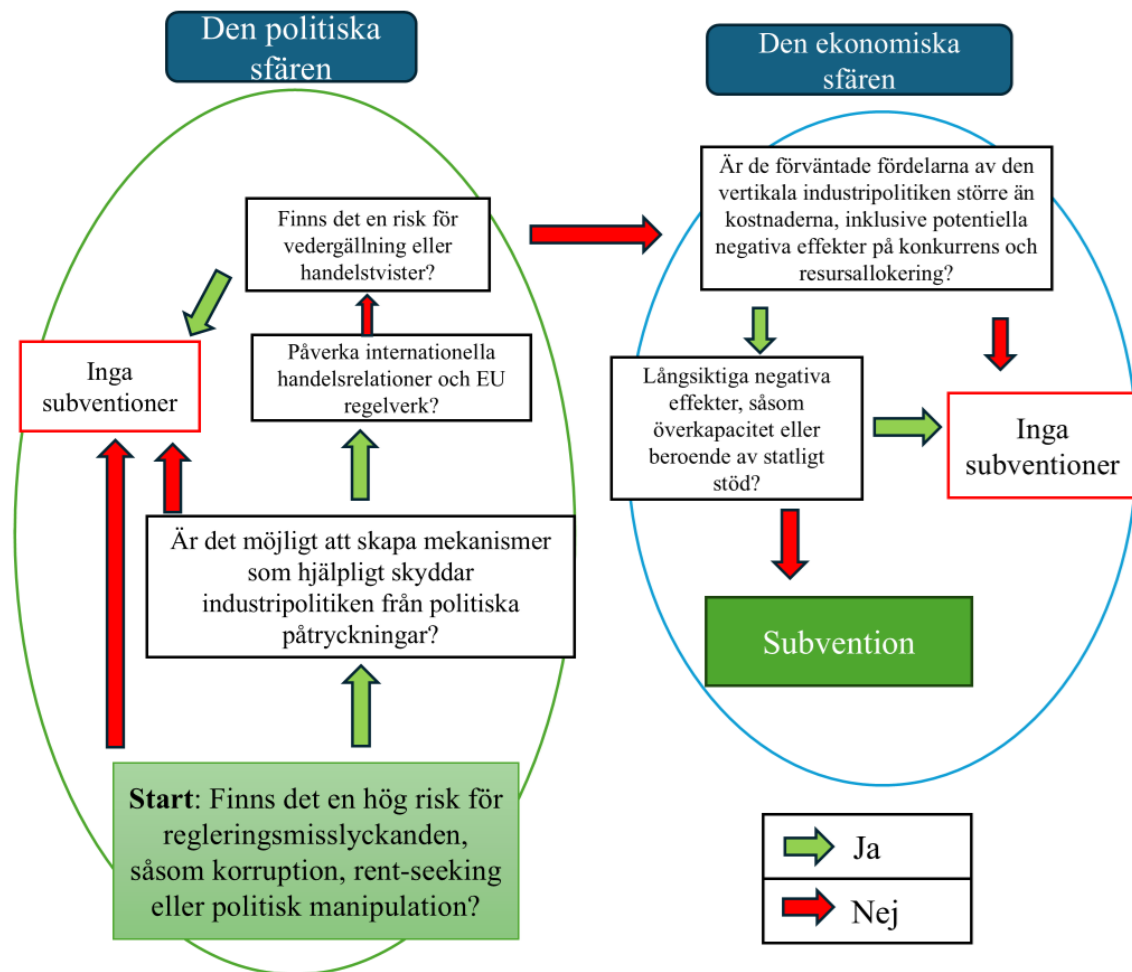 Den politiska
sfären
Den ekonomiska
sfären
Finns det en risk för
vedergällning eller
handelstvister?
Är de förväntade fördelarna av den
vertikala industripolitiken större än
kostnaderna, inklusive potentiella
negativa effekter på konkurrens och
resursallokering?
Inga
subventioner
Påverka internationella
handelsrelationer och EU
regelverk?
Långsiktiga negativa
effekter, såsom
överkapacitet eller
beroende av statligt
stöd?
Inga
subventioner
Är det möjligt att skapa mekanismer
som hjälpligt skyddar
industripolitiken från politiska
påtryckningar?
Subvention
Start: Finns det en hög risk för
regleringsmisslyckanden,
såsom korruption, rent-seeking
eller politisk manipulation?
Ja
Nej